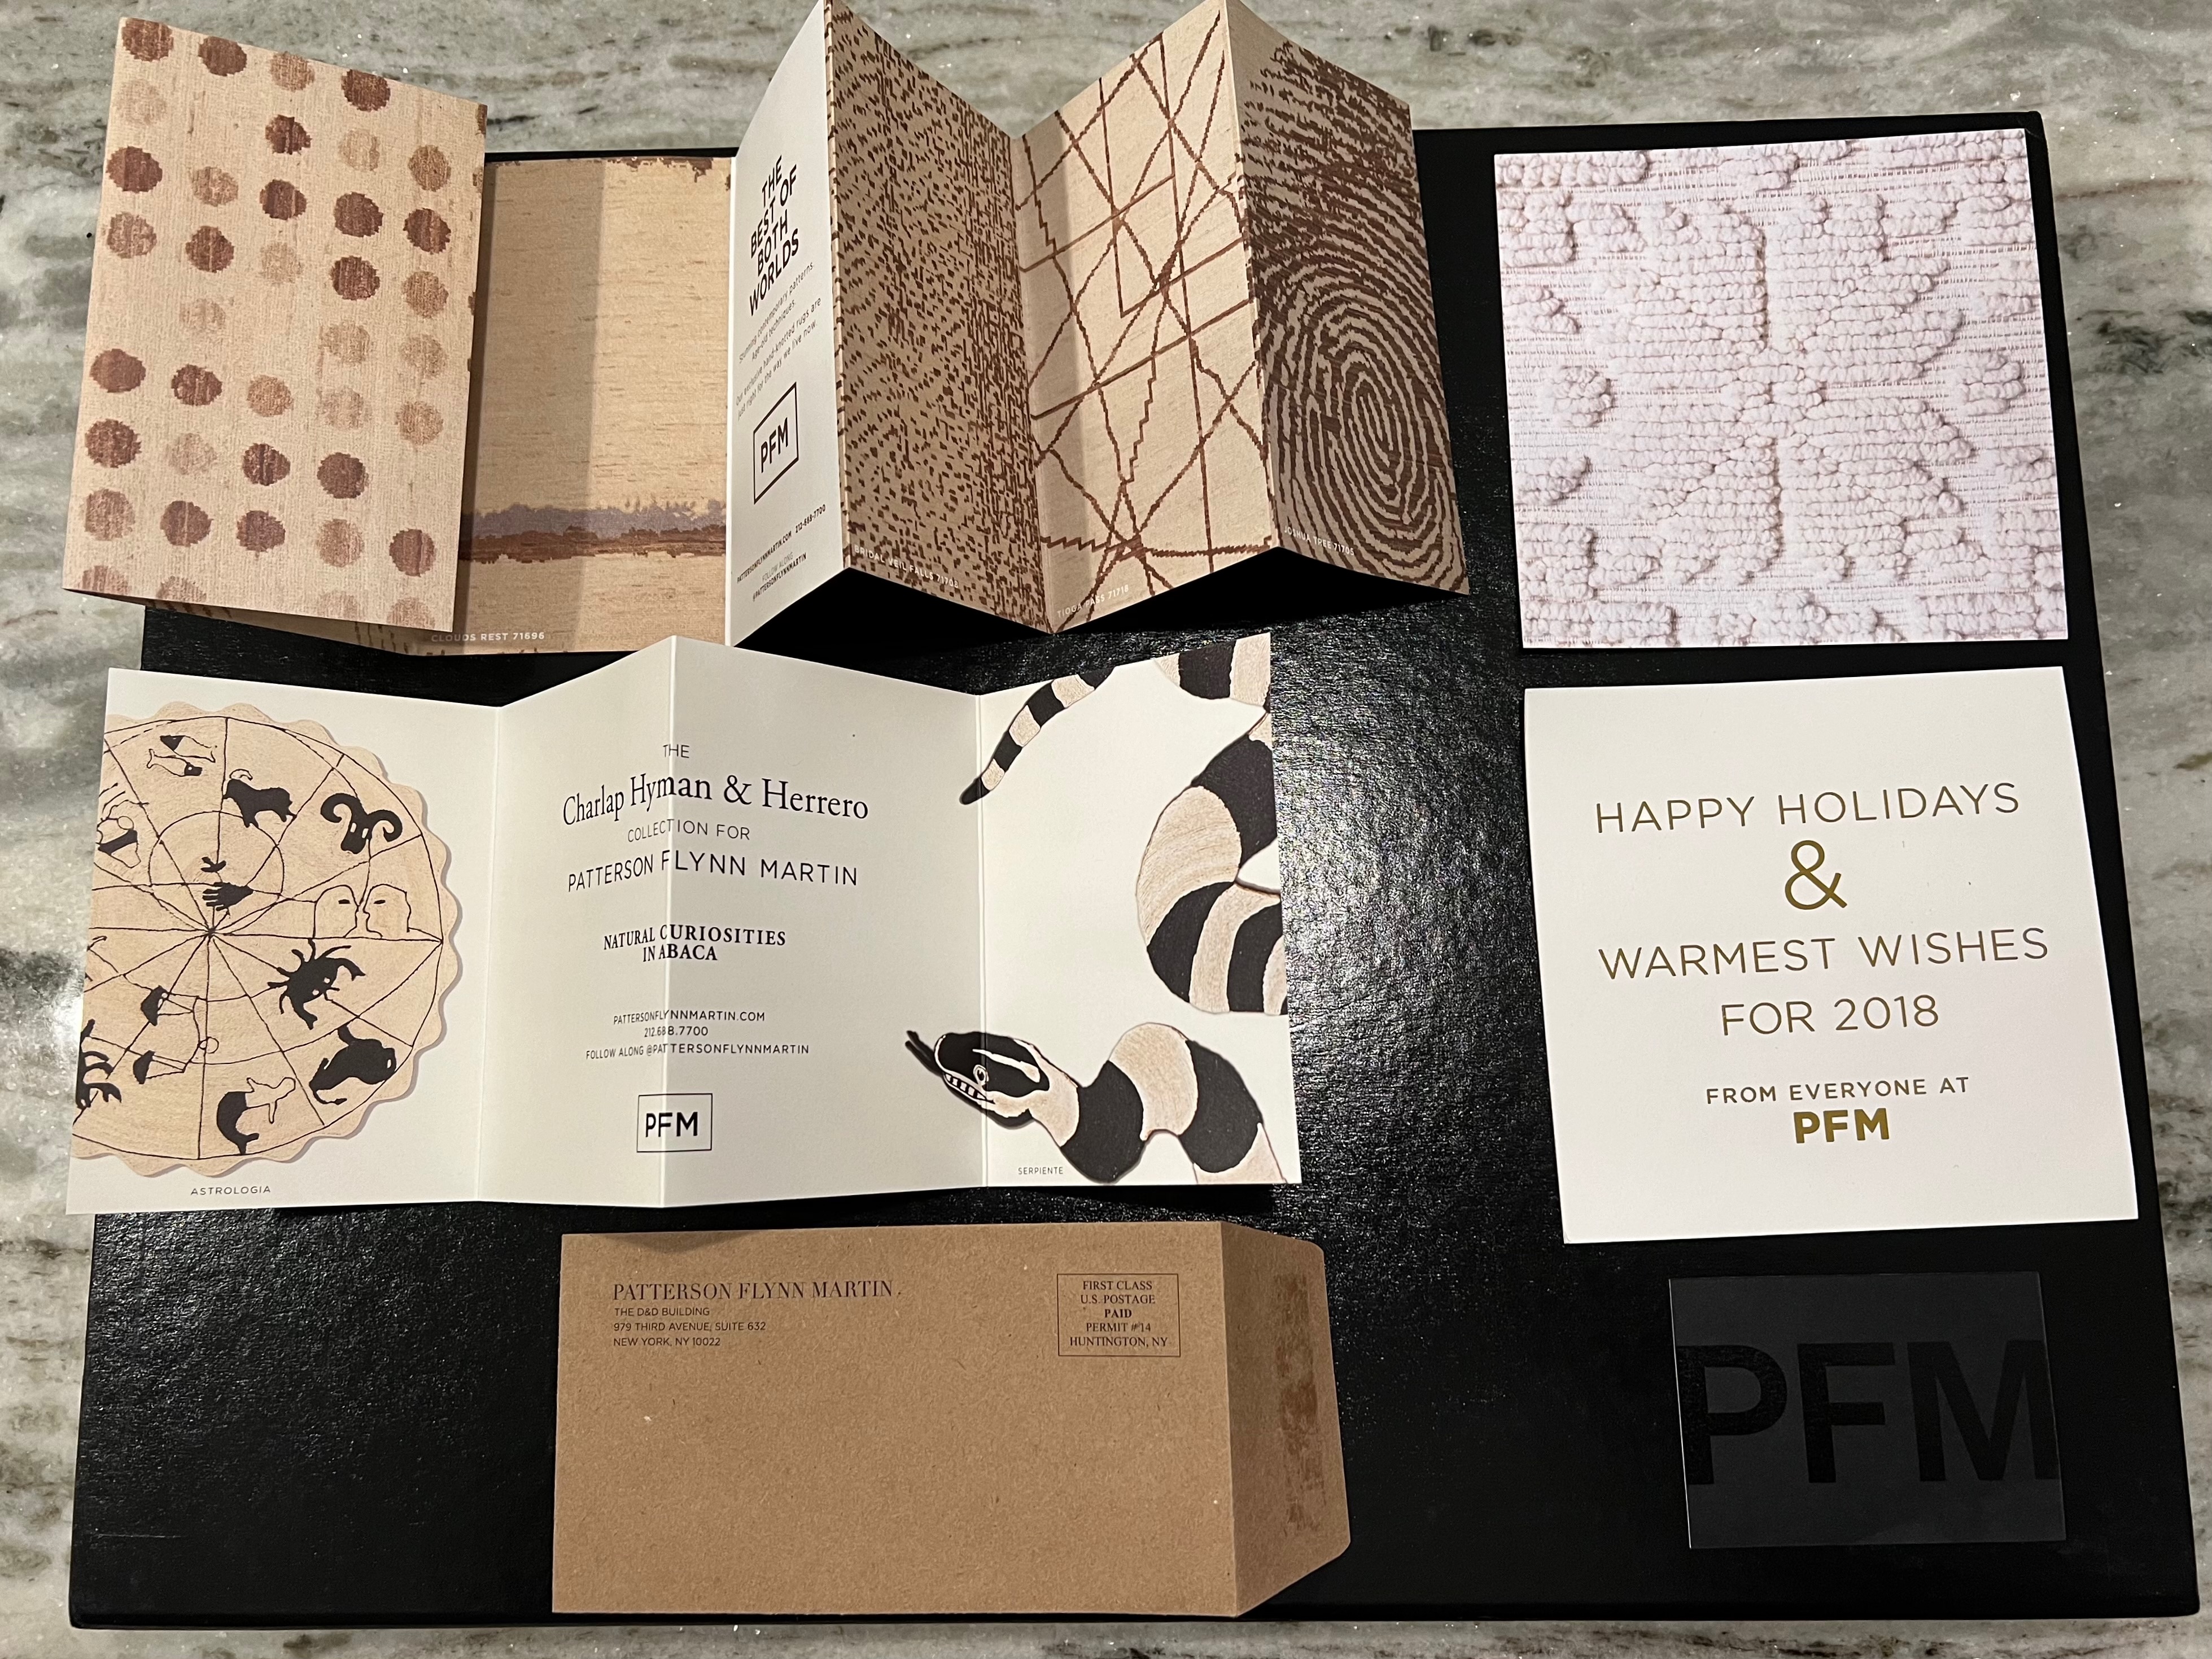 THE
BEST OF
BOTH
WORLDS
Stunning contemporary patterns.
Age-old techniques.
Our exclusive hand-knotted rugs are
just right for the way we live now.
PFM
PATTERSONFLYNNMARTIN.COM 212-688-7700
FOLLOW ALONG
@PATTERSONFLYNNMARTIN
CLOUDS REST 71696
BRIDAL VEIL FALLS
TIOGA PASS 71718
JOSHUA TREE 71705
THE
Charlap Hyman & Herrero
COLLECTION FOR
PATTERSON FLYNN MARTIN
NATURAL CURIOSITIES
IN ABACA
PATTERSONFLYNNMARTIN.COM
212.688.7700
FOLLOW ALONG @PATTERSONFLYNNMARTIN
PFM
ASTROLOGIA
SERPIENTE
HAPPY HOLIDAYS
&
WARMEST WISHES
FOR 2018
FROM EVERYONE AT
PFM
PATTERSON FLYNN MARTIN
THE D&D BUILDING
979 THIRD AVENUE, SUITE 632
NEW YORK, NY 10022
FIRST CLASS
U.S. POSTAGE
PAID
PERMIT #14
HUNTINGTON, NY
PFM